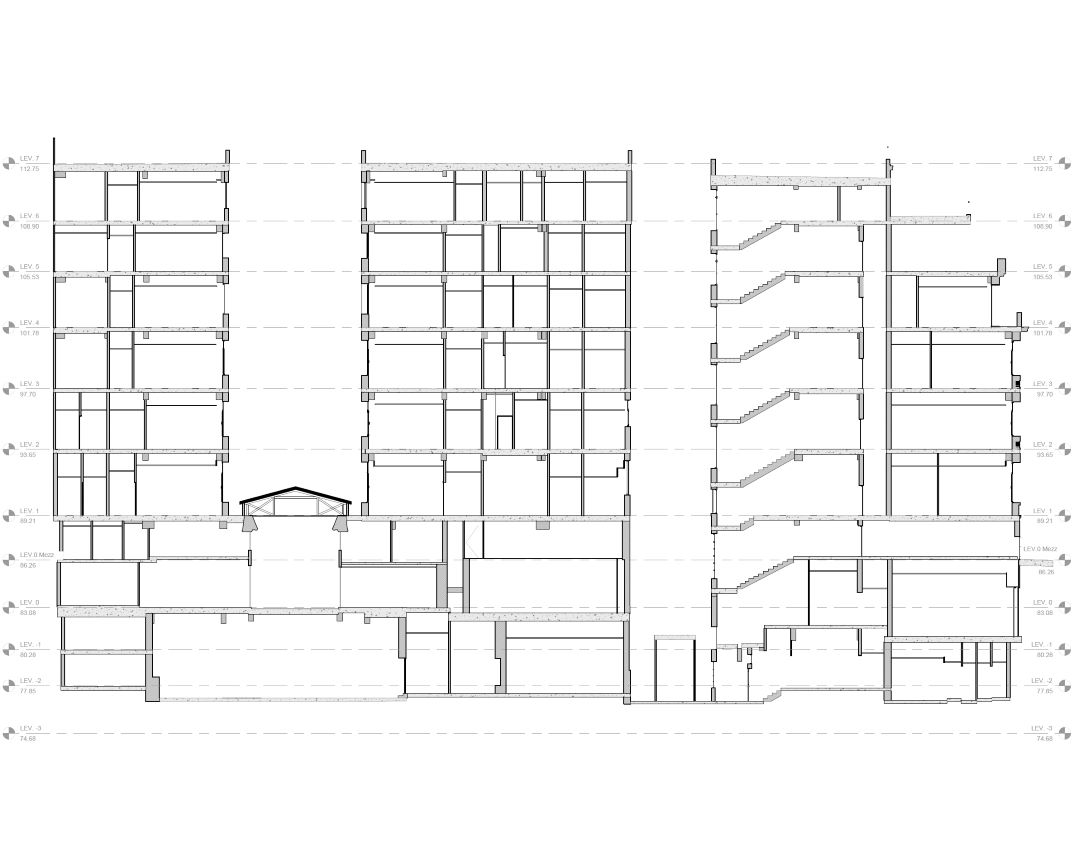 LEV. 7
112.75
LEV. 7
112.75
LEV. 6
108.90
LEV. 6
108.90
LEV. 5
105.53
LEV. 5
105.53
LEV. 4
101.78
LEV. 4
101.78
LEV. 3
97.70
LEV. 3
97.70
LEV. 2
93.65
LEV. 2
93.65
LEV. 1
89.21
LEV. 1
89.21
LEV.0 Mezz
86.26
LEV.0 Mezz
86.26
LEV. 0
83.08
LEV. 0
83.08
LEV. -1
80.28
LEV. -1
80.28
LEV. -2
77.85
LEV. -2
77.85
LEV. -3
74.68
LEV. -3
74.68